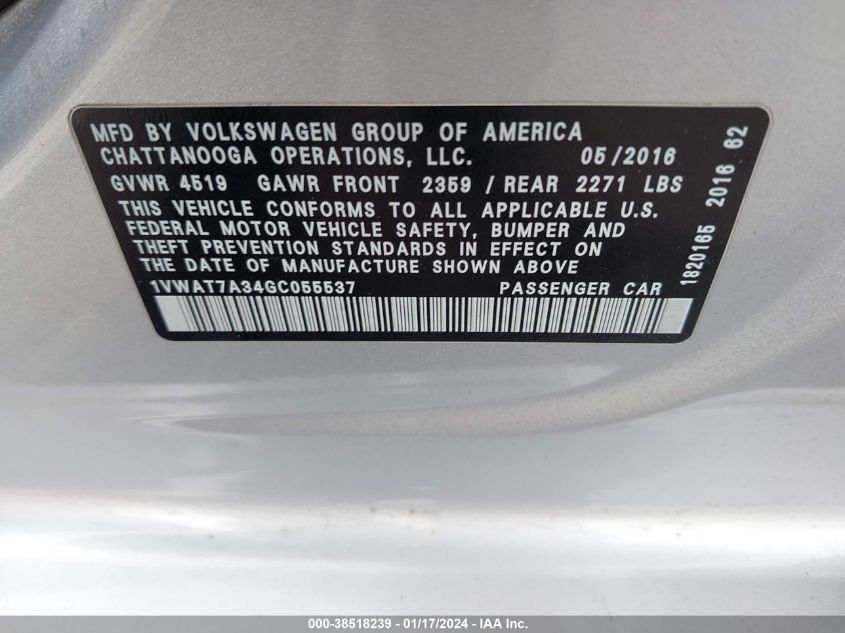 MFD BY VOLKSWAGEN GROUP OF AMERICA
CHATTANOOGA OPERATIONS, LLC. 05/2016
GVWR 4519 GAWR FRONT 2359 / REAR 2271 LBS
THIS VEHICLE CONFORMS TO ALL APPLICABLE U.S.
FEDERAL MOTOR VEHICLE SAFETY, BUMPER AND
THEFT PREVENTION STANDARDS IN EFFECT ON
THE DATE OF MANUFACTURE SHOWN ABOVE
1VWAT7A34GC055537 PASSENGER CAR
1820165 2016 62
000-38518239 - 01/17/2024 - IAA Inc.